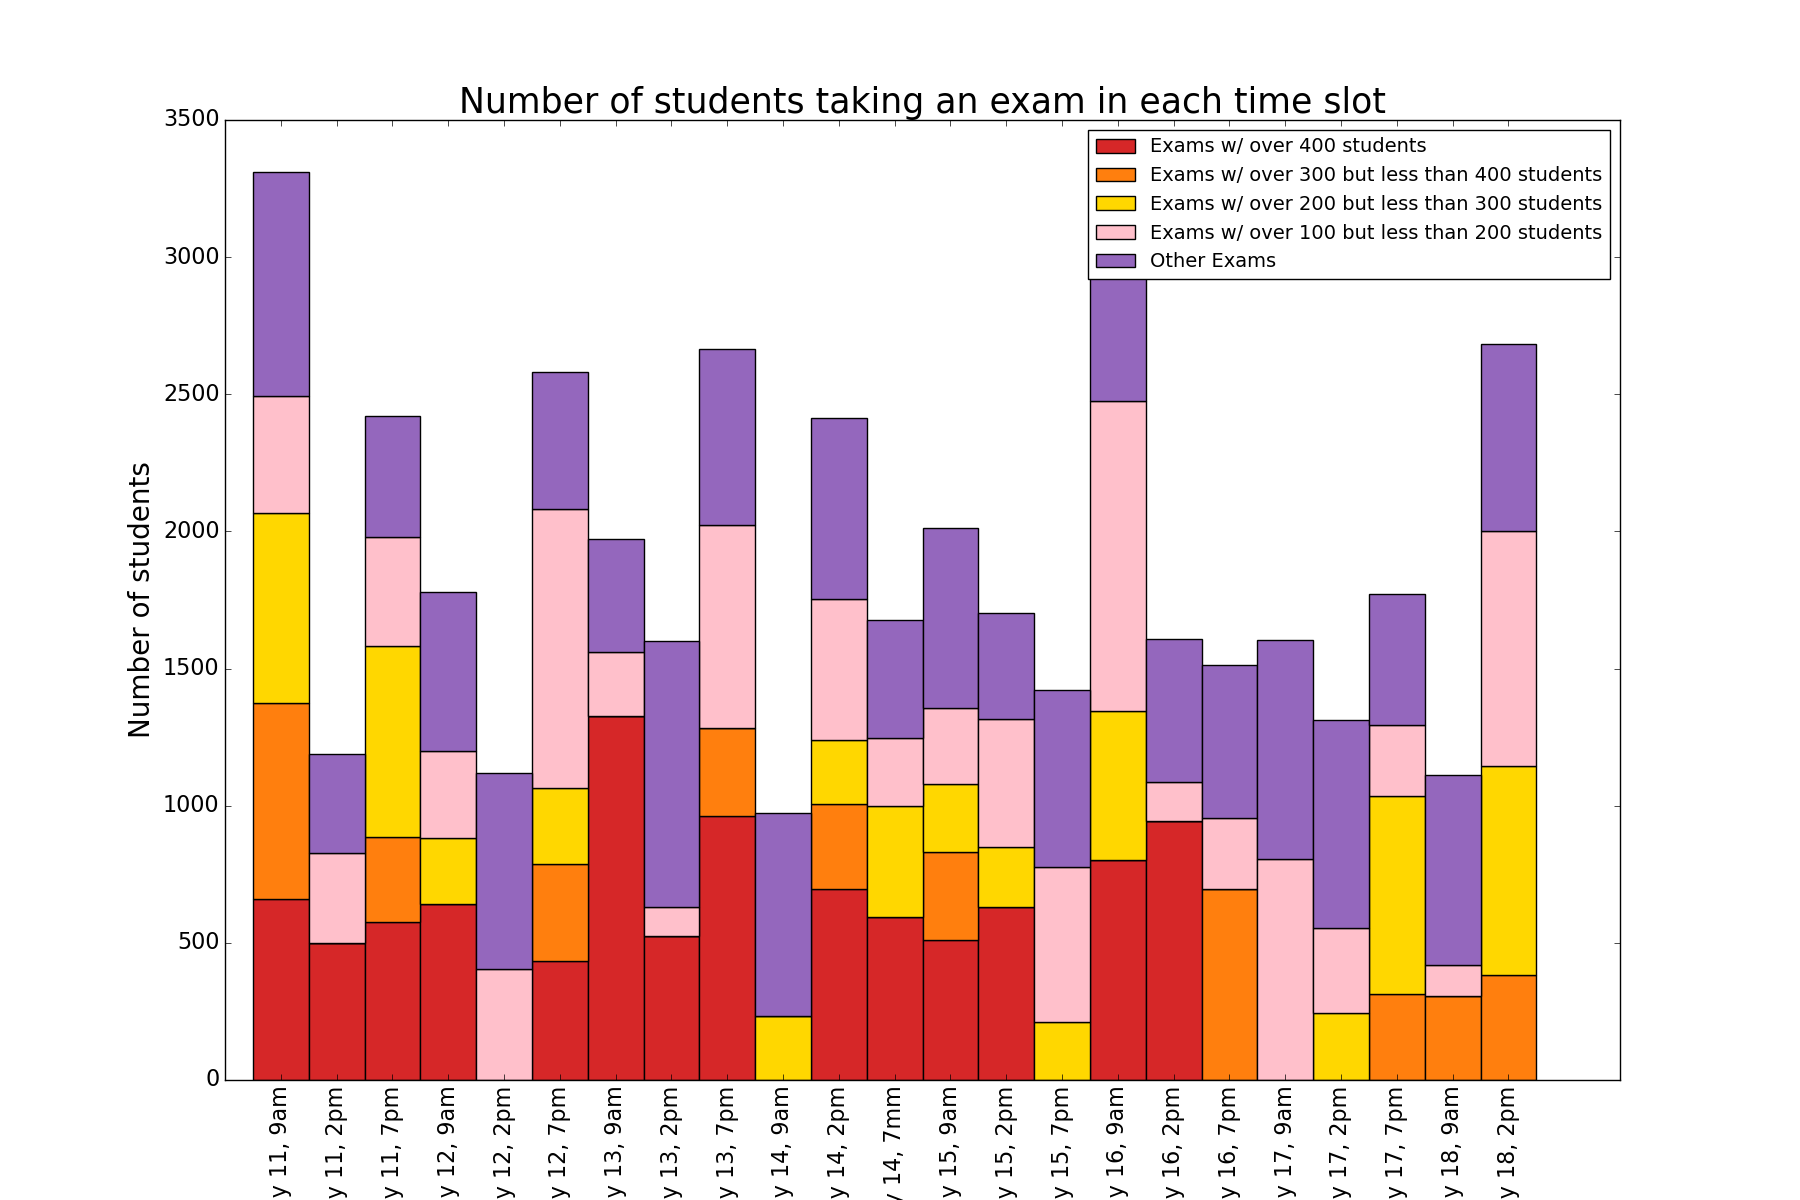 Number of students taking an exam in each time slot
3500
3000
2500
2000
1500
1000
500
0
Number of students
Exams w/ over 400 students
Exams w/ over 300 but less than 400 students
Exams w/ over 200 but less than 300 students
Exams w/ over 100 but less than 200 students
Other Exams
y 11, 9am
y 11, 2pm
y 11, 7pm
y 12, 9am
y 12, 2pm
y 12, 7pm
y 13, 9am
y 13, 2pm
y 13, 7pm
y 14, 9am
y 14, 2pm
y 14, 7mm
y 15, 9am
y 15, 2pm
y 15, 7pm
y 16, 9am
y 16, 2pm
y 16, 7pm
y 17, 9am
y 17, 2pm
y 17, 7pm
y 18, 9am
y 18, 2pm